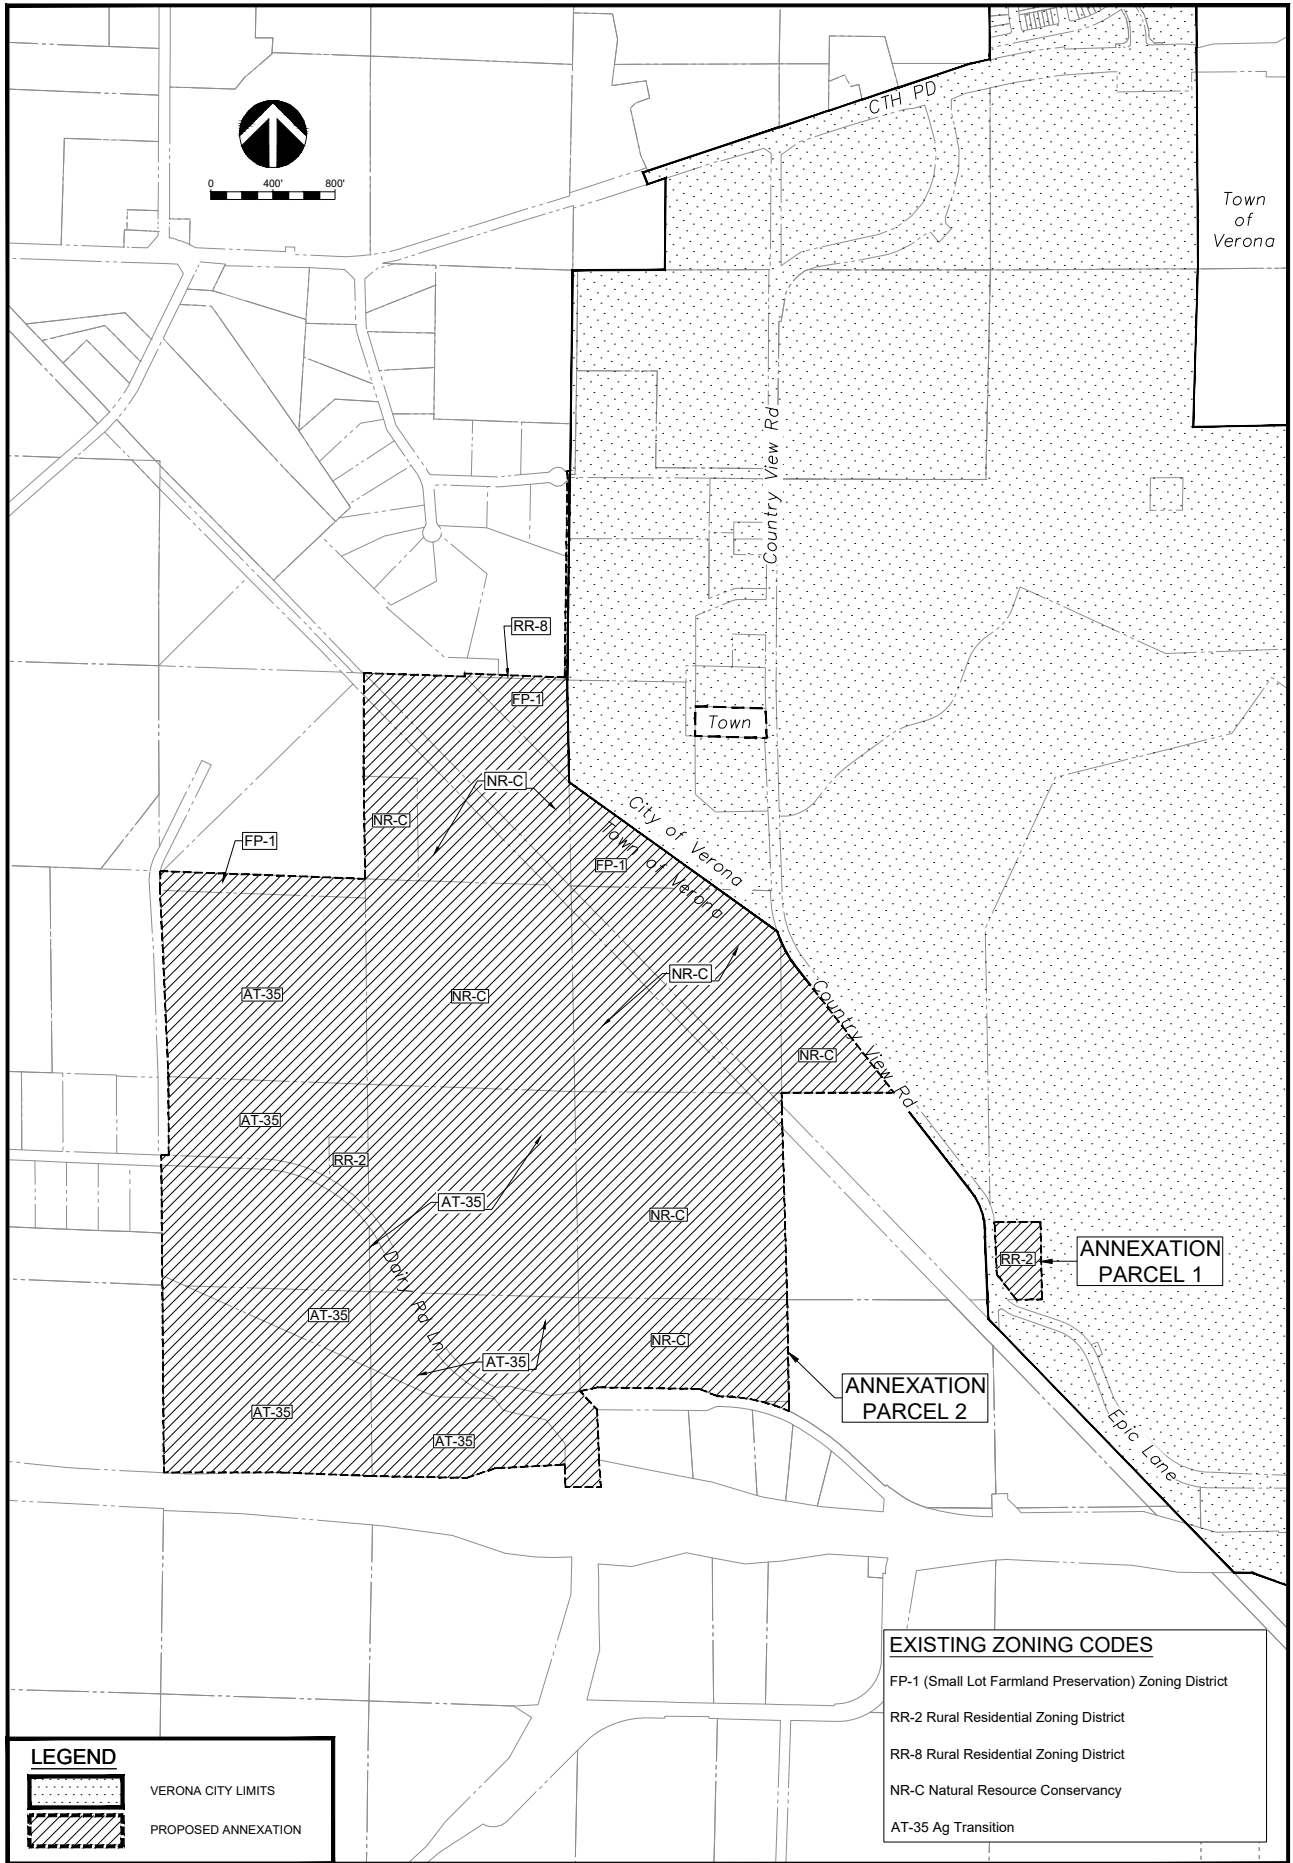 CTH PD
0 400' 800'
Town
of
Verona
Country View Rd
RR-8
FP-1
Town
NR-C
City of Verona
Town of Verona
NR-C
FP-1
FP-1
NR-C
AT-35
NR-C
Country View Rd
NR-C
AT-35
RR-2
AT-35
NR-C
ANNEXATION
PARCEL 1
RR-2
Dairy Rd Ln
AT-35
NR-C
AT-35
ANNEXATION
PARCEL 2
AT-35
AT-35
Epic Lane
EXISTING ZONING CODES
FP-1 (Small Lot Farmland Preservation) Zoning District
RR-2 Rural Residential Zoning District
RR-8 Rural Residential Zoning District
NR-C Natural Resource Conservancy
AT-35 Ag Transition
LEGEND
VERONA CITY LIMITS
PROPOSED ANNEXATION